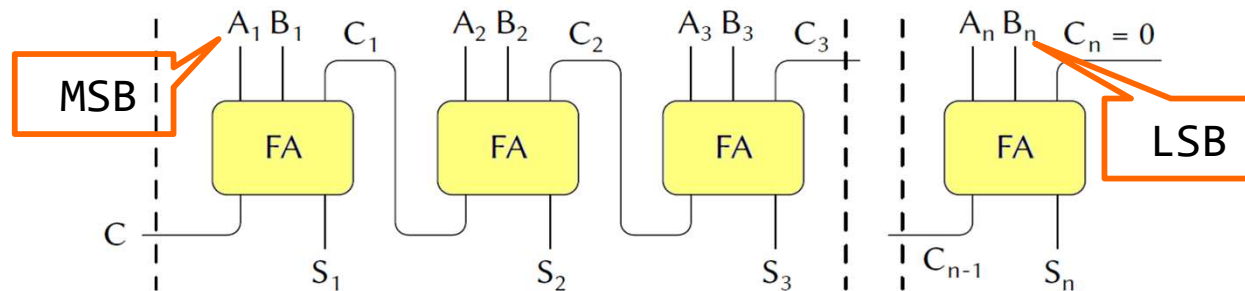 A₁ B₁ C₁ A₂ B₂ C₂ A₃ B₃ C₃ Aₙ Bₙ Cₙ = 0
MSB
FA FA FA FA
LSB
C Cₙ₋₁
S₁ S₂ S₃ Sₙ